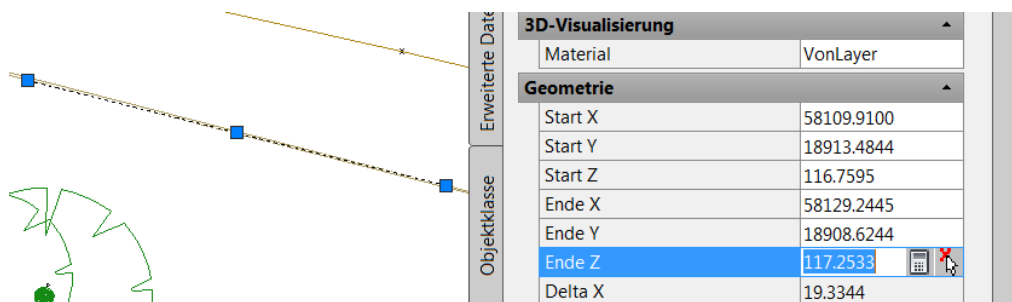 Erweiterte Date
Objektklasse
3D-Visualisierung
Material VonLayer
Geometrie
Start X 58109.9100
Start Y 18913.4844
Start Z 116.7595
Ende X 58129.2445
Ende Y 18908.6244
Ende Z 117.2533
Delta X 19.3344